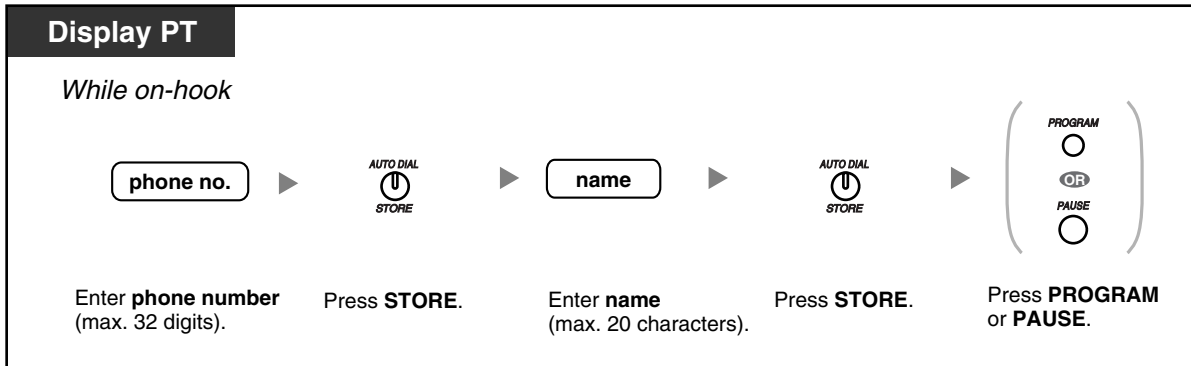 Display PT
While on-hook
phone no.
AUTO DIAL
STORE
name
AUTO DIAL
STORE
PROGRAM
OR
PAUSE
Enter phone number
(max. 32 digits).
Press STORE.
Enter name
(max. 20 characters).
Press STORE.
Press PROGRAM
or PAUSE.